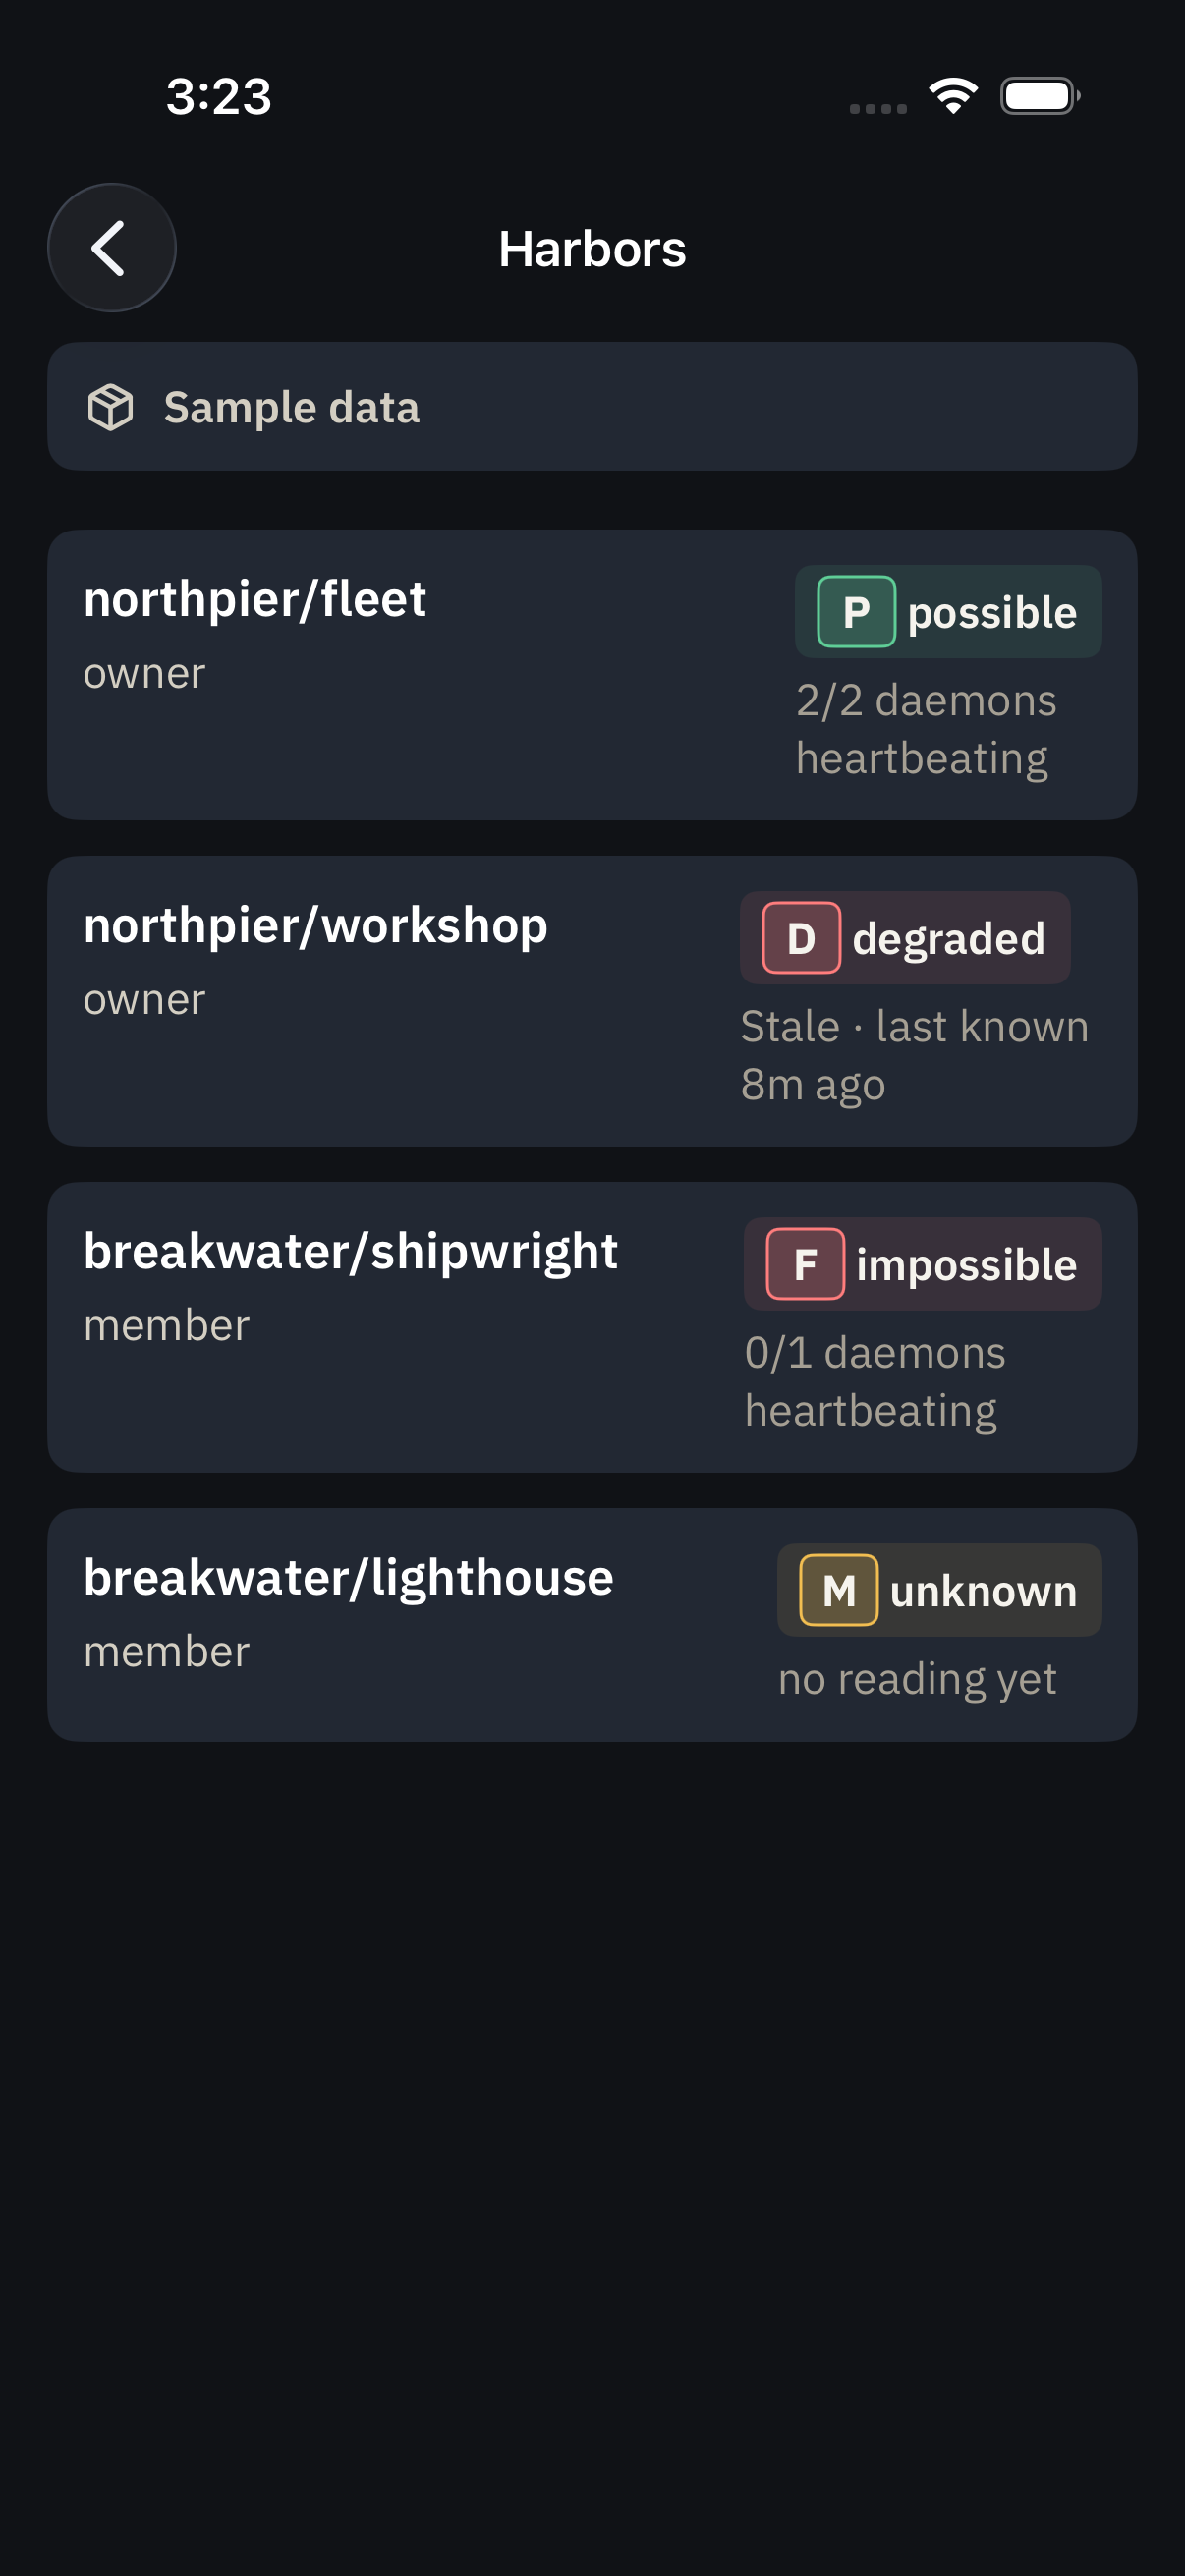 3:23
Harbors
Sample data
northpier/fleet
owner
P possible
2/2 daemons
heartbeating
northpier/workshop
owner
D degraded
Stale · last known
8m ago
breakwater/shipwright
member
F impossible
0/1 daemons
heartbeating
breakwater/lighthouse
member
M unknown
no reading yet